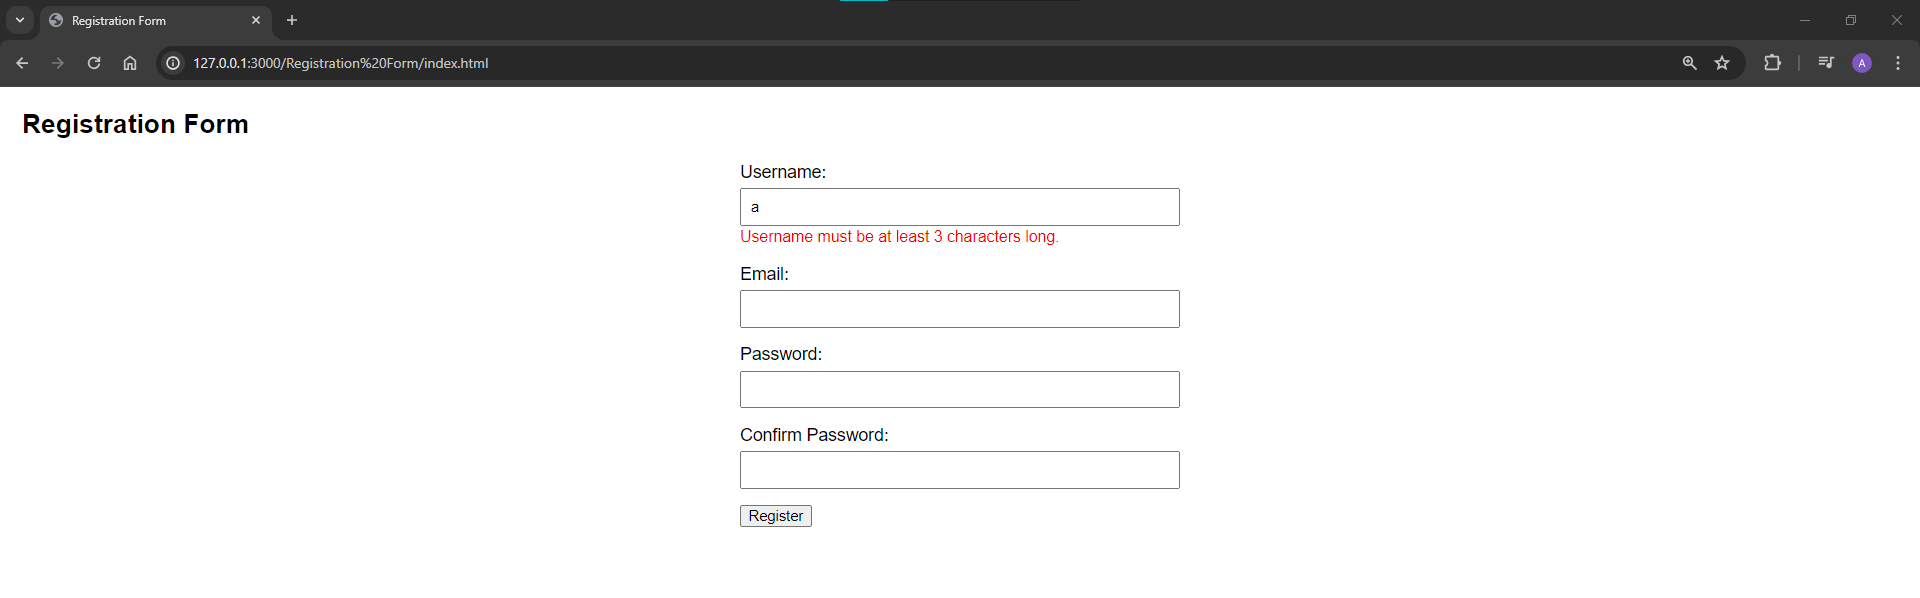 Registration Form
127.0.0.1:3000/Registration%20Form/index.html
A
Registration Form
Username:
a
Username must be at least 3 characters long.
Email:
Password:
Confirm Password:
Register